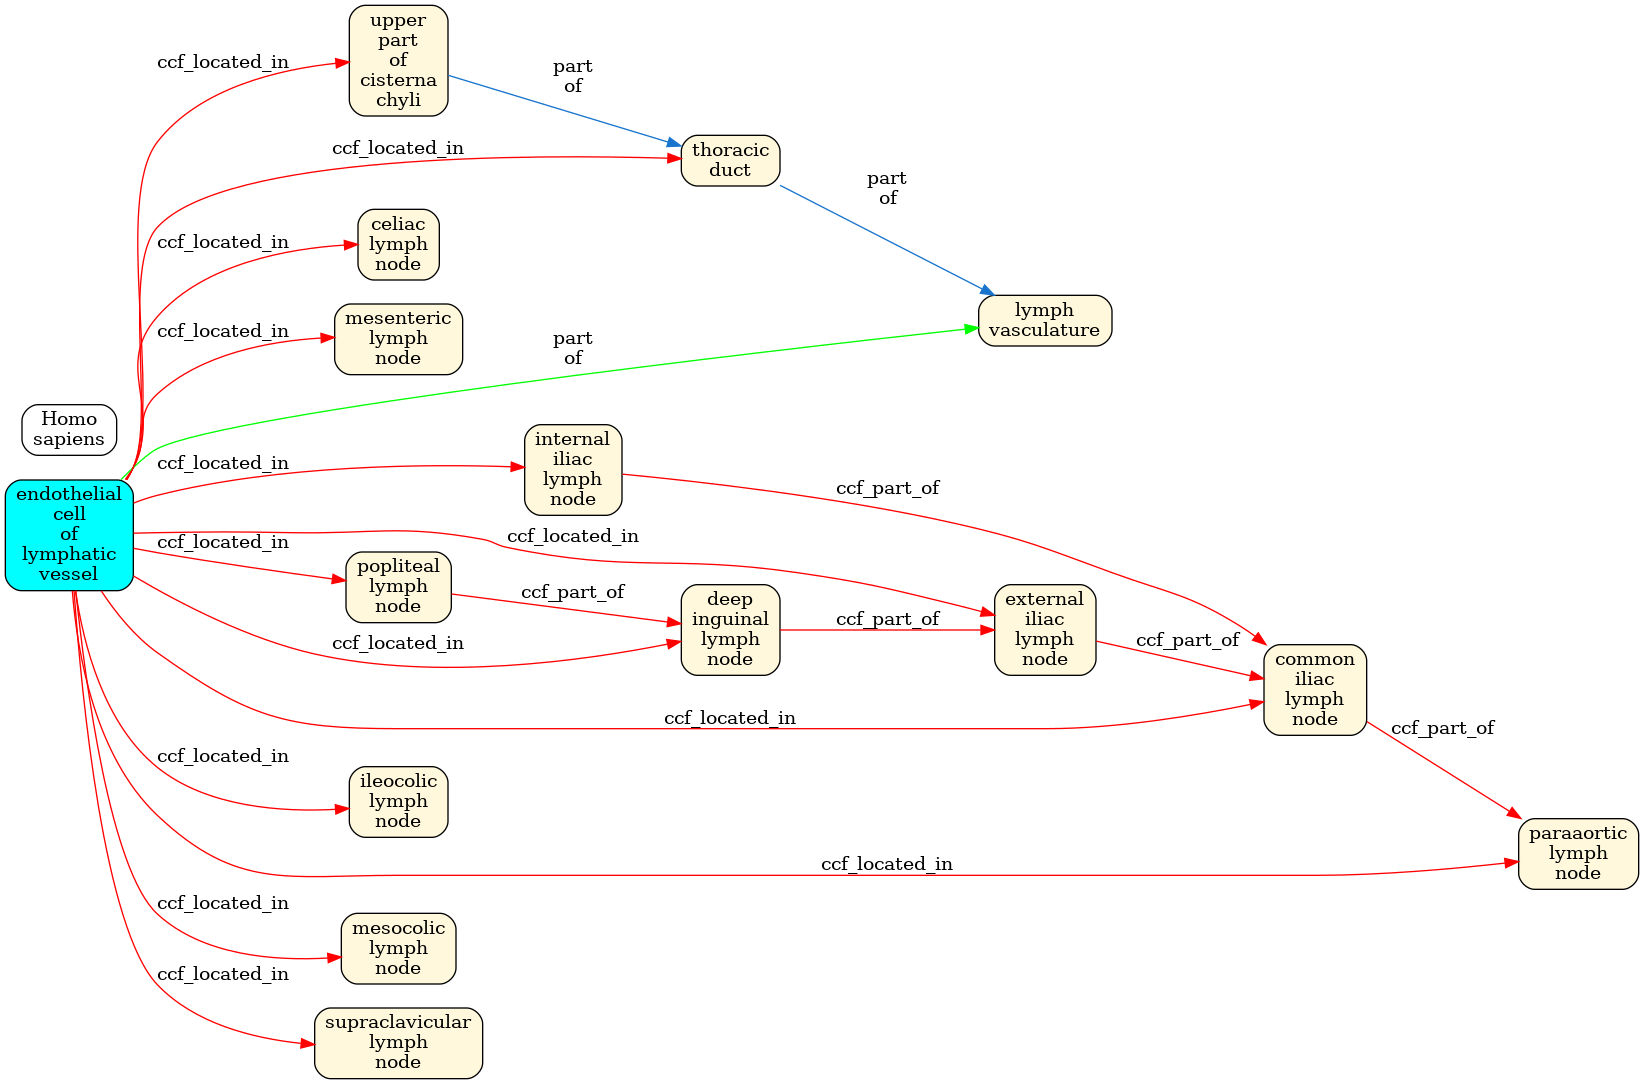 upper
part
of
cisterna
chyli
ccf_located_in
part
of
ccf_located_in
thoracic
duct
part
of
celiac
lymph
node
ccf_located_in
lymph
vasculature
mesenteric
lymph
node
ccf_located_in
part
of
Homo
sapiens
internal
iliac
lymph
node
ccf_located_in
ccf_part_of
endothelial
cell
of
lymphatic
vessel
ccf_located_in
ccf_located_in
popliteal
lymph
node
ccf_part_of
deep
inguinal
lymph
node
ccf_located_in
ccf_part_of
external
iliac
lymph
node
ccf_part_of
common
iliac
lymph
node
ccf_located_in
ccf_part_of
ccf_located_in
ileocolic
lymph
node
paraaortic
lymph
node
ccf_located_in
ccf_located_in
mesocolic
lymph
node
ccf_located_in
supraclavicular
lymph
node